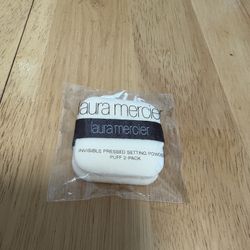 laura mercier
laura mercier
INVISIBLE PRESSED SETTING POWDER
PUFF 2-PACK